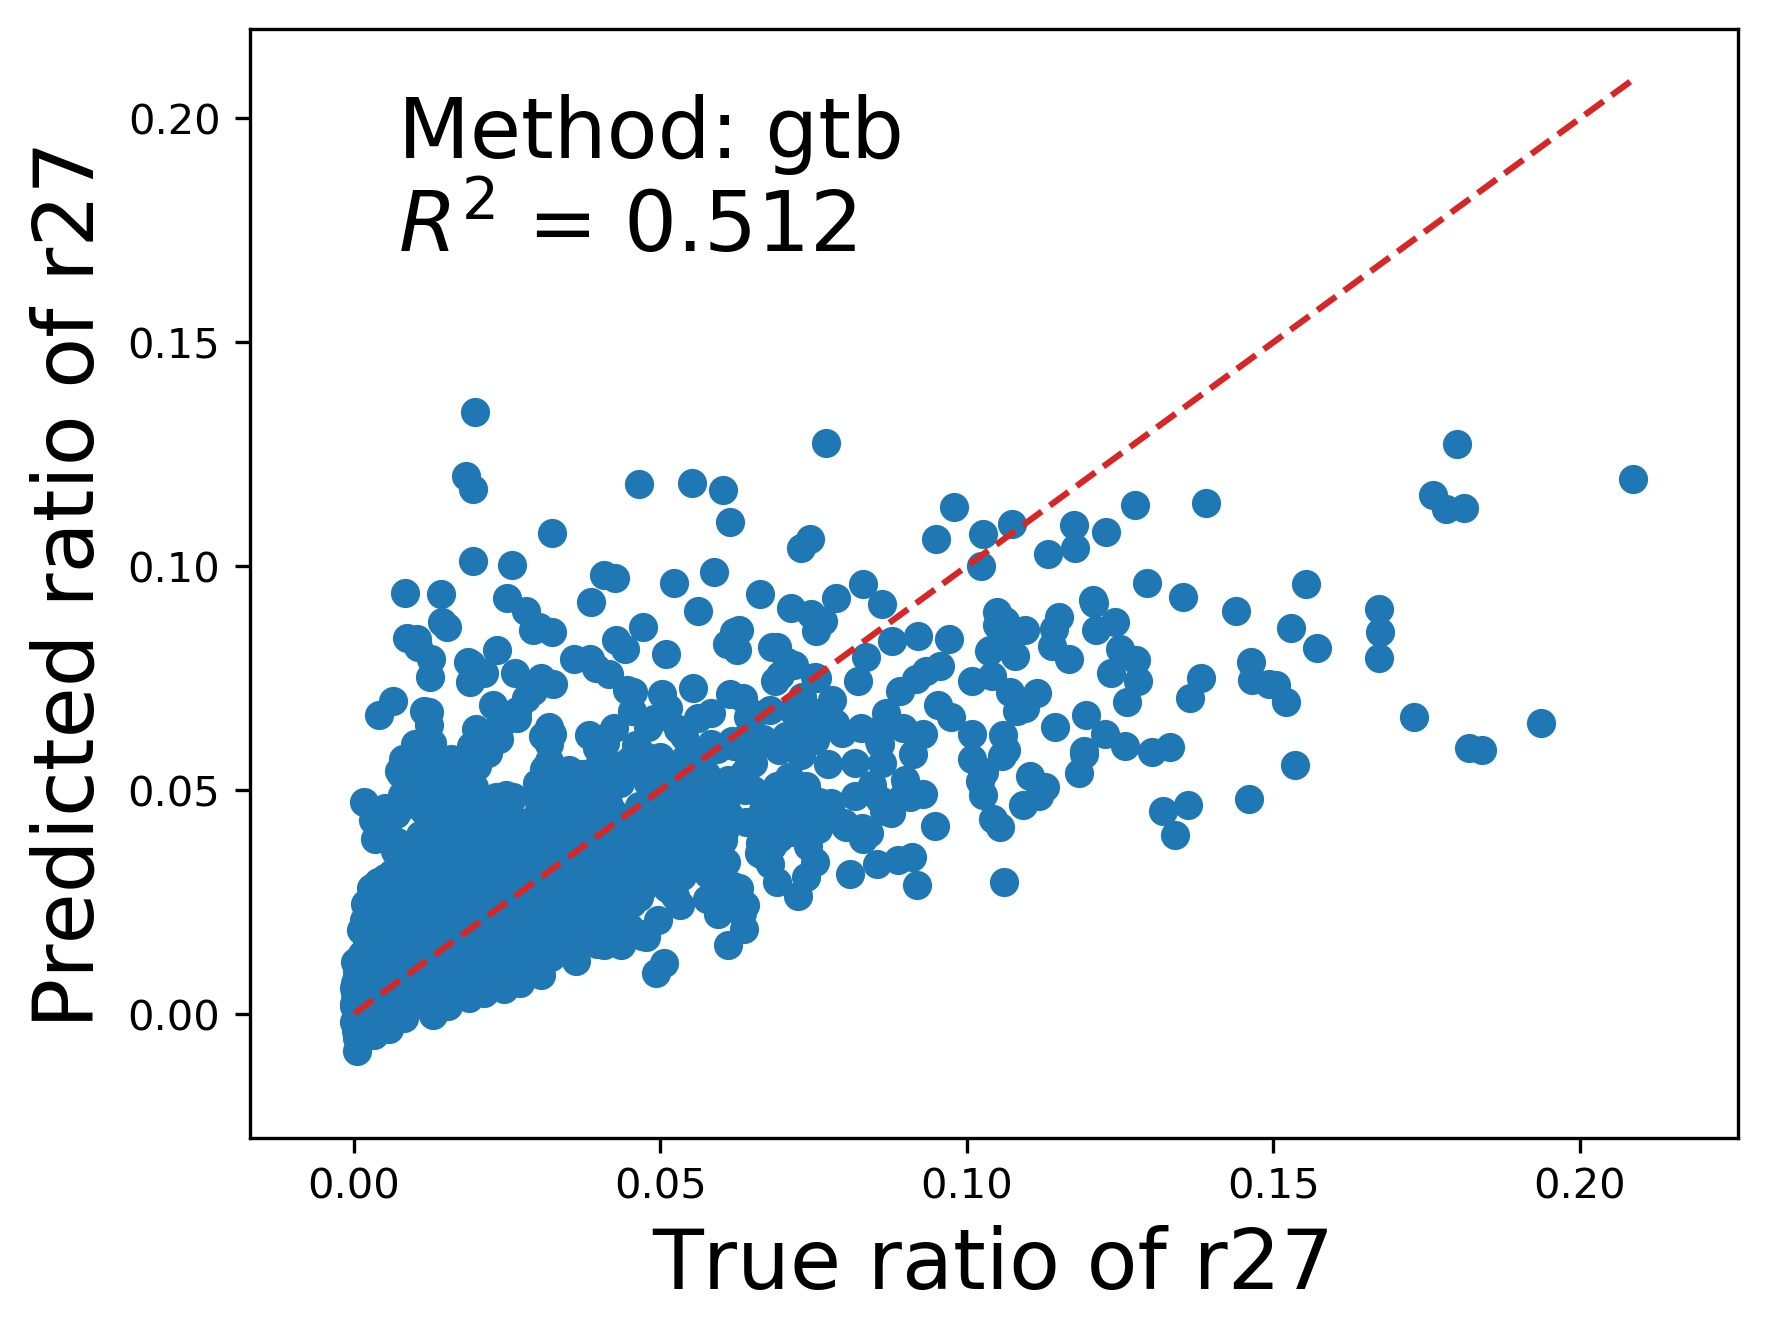 Method: gtb
R² = 0.512
Predicted ratio of r27
0.20
0.15
0.10
0.05
0.00
0.00 0.05 0.10 0.15 0.20
True ratio of r27